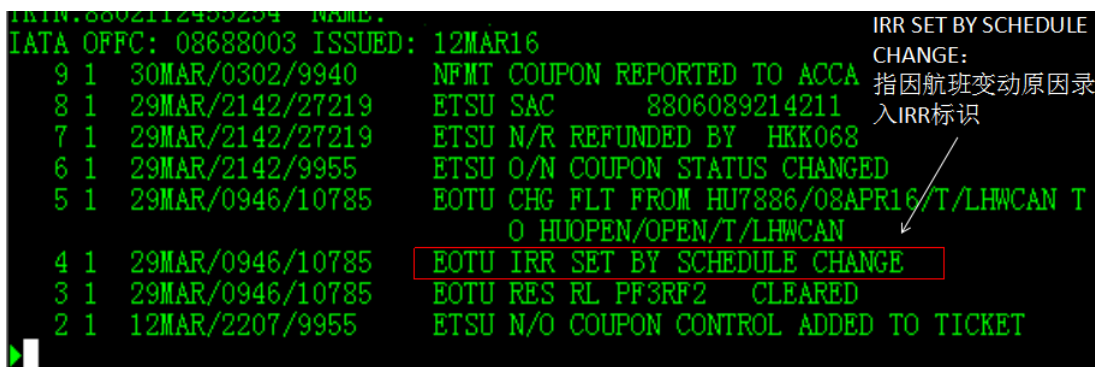 IATA OFFC: 08688003 ISSUED: 12MAR16
9 1 30MAR/0302/9940 NFMT COUPON REPORTED TO ACCA
8 1 29MAR/2142/27219 ETSU SAC 8806089214211
7 1 29MAR/2142/27219 ETSU N/R REFUNDED BY HKK068
6 1 29MAR/2142/9955 ETSU O/N COUPON STATUS CHANGED
5 1 29MAR/0946/10785 EOTU CHG FLT FROM HU7886/08APR16/T/LHWCAN T
O HUOPEN/OPEN/T/LHWCAN
4 1 29MAR/0946/10785 EOTU IRR SET BY SCHEDULE CHANGE
3 1 29MAR/0946/10785 EOTU RES RL PF3RF2 CLEARED
2 1 12MAR/2207/9955 ETSU N/O COUPON CONTROL ADDED TO TICKET
IRR SET BY SCHEDULE
CHANGE：
指因航班变动原因录
入IRR标识